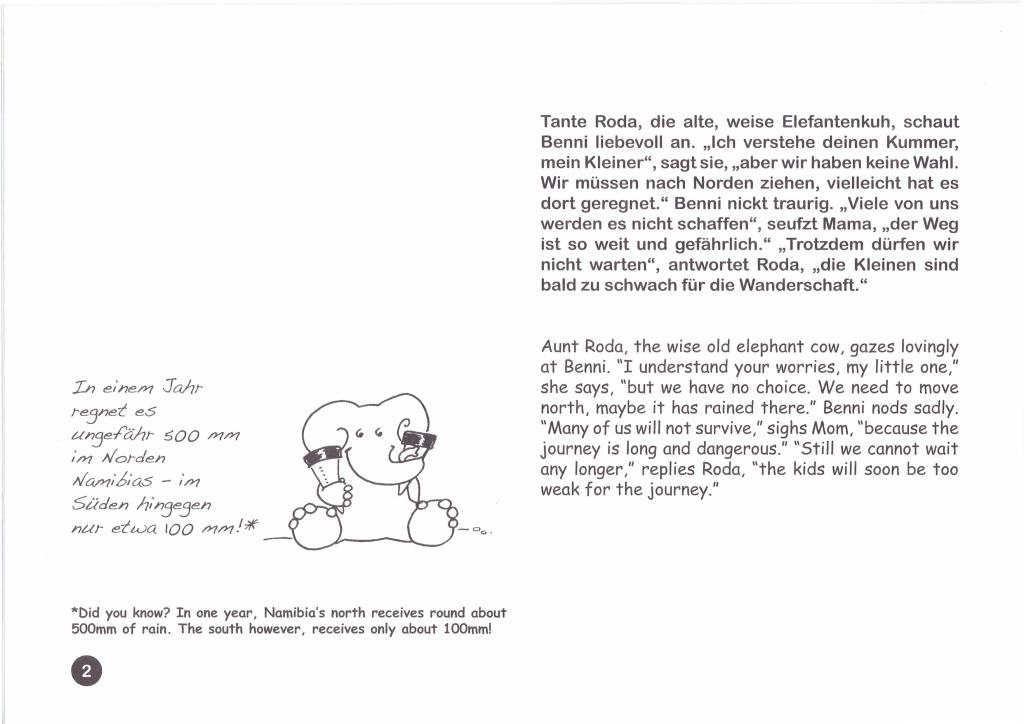 In einem Jahr
regnet es
ungefähr 500 mm
im Norden
Namibias - im
Süden hingegen
nur etwa 100 mm!*
*Did you know? In one year, Namibia's north receives round about
500mm of rain. The south however, receives only about 100mm!
2
Tante Roda, die alte, weise Elefantenkuh, schaut
Benni liebevoll an. „Ich verstehe deinen Kummer,
mein Kleiner“, sagt sie, „aber wir haben keine Wahl.
Wir müssen nach Norden ziehen, vielleicht hat es
dort geregnet.“ Benni nickt traurig. „Viele von uns
werden es nicht schaffen“, seufzt Mama, „der Weg
ist so weit und gefährlich.“ „Trotzdem dürfen wir
nicht warten“, antwortet Roda, „die Kleinen sind
bald zu schwach für die Wanderschaft.“
Aunt Roda, the wise old elephant cow, gazes lovingly
at Benni. “I understand your worries, my little one,”
she says, “but we have no choice. We need to move
north, maybe it has rained there.” Benni nods sadly.
“Many of us will not survive,” sighs Mom, “because the
journey is long and dangerous.” “Still we cannot wait
any longer,” replies Roda, “the kids will soon be too
weak for the journey.”